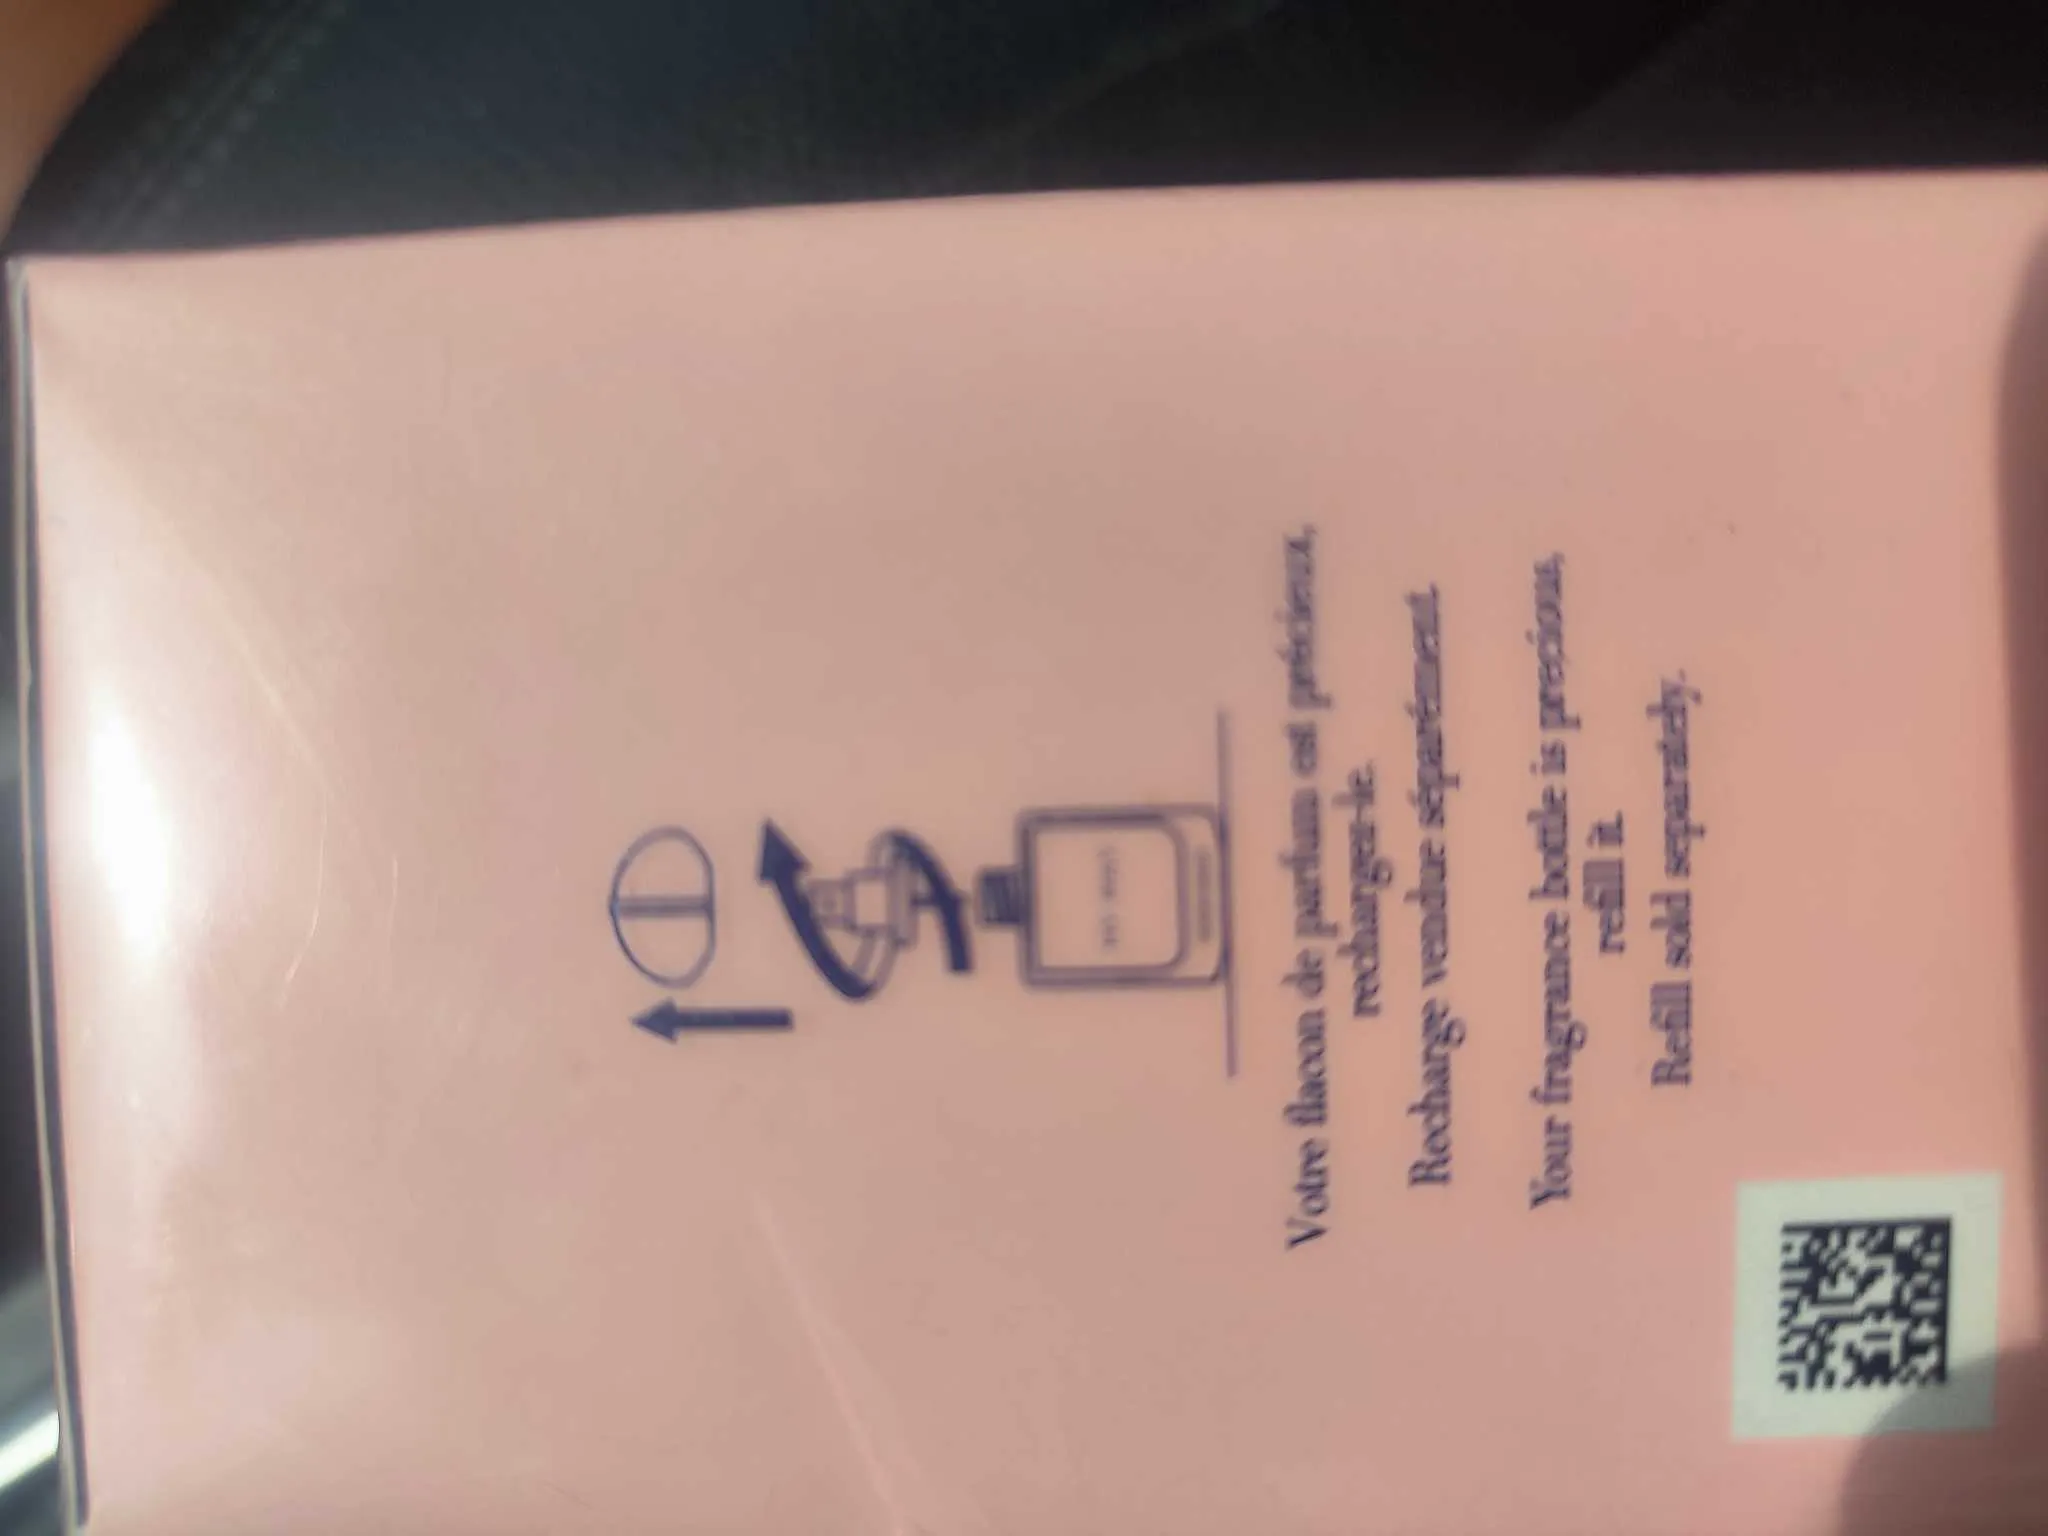 Votre flacon de parfum est précieux,
rechargez-le.
Rechange vendue séparément.
Your fragrance bottle is precious,
refill it.
Refill sold separately.